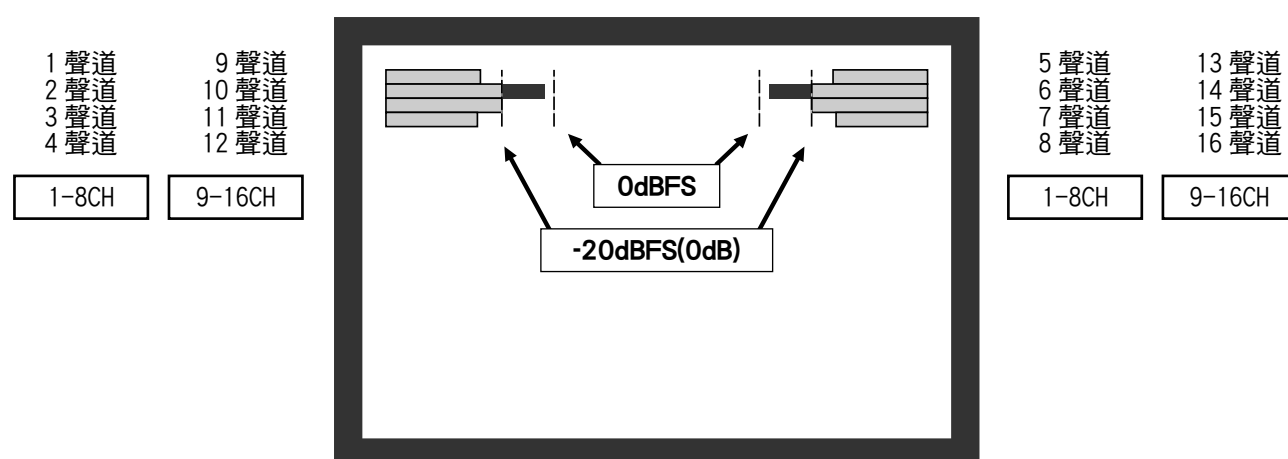 1 聲道
2 聲道
3 聲道
4 聲道
1-8CH
9 聲道
10 聲道
11 聲道
12 聲道
9-16CH
0dBFS
-20dBFS(0dB)
5 聲道
6 聲道
7 聲道
8 聲道
1-8CH
13 聲道
14 聲道
15 聲道
16 聲道
9-16CH